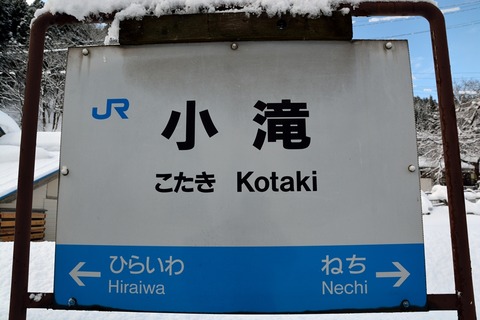 JR
小滝
こたき Kotaki
← ひらいわ ねち →
Hiraiwa Nechi